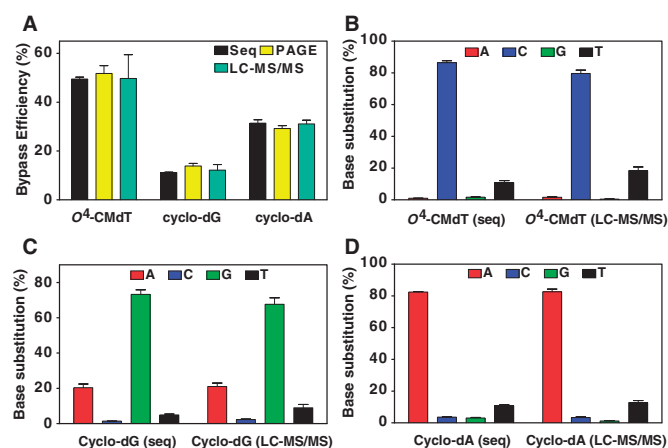 A
Bypass Efficiency (%)
60
40
20
0
Seq PAGE
LC-MS/MS
O⁴-CMdT cyclo-dG cyclo-dA
B
Base substitution (%)
100
80
60
40
20
0
A C G T
O⁴-CMdT (seq) O⁴-CMdT (LC-MS/MS)
C
Base substitution (%)
80
60
40
20
0
A C G T
Cyclo-dG (seq) Cyclo-dG (LC-MS/MS)
D
Base substitution (%)
100
80
60
40
20
0
A C G T
Cyclo-dA (seq) Cyclo-dA (LC-MS/MS)